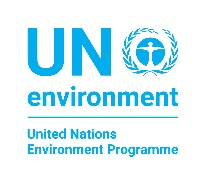 UN
environment
United Nations
Environment Programme